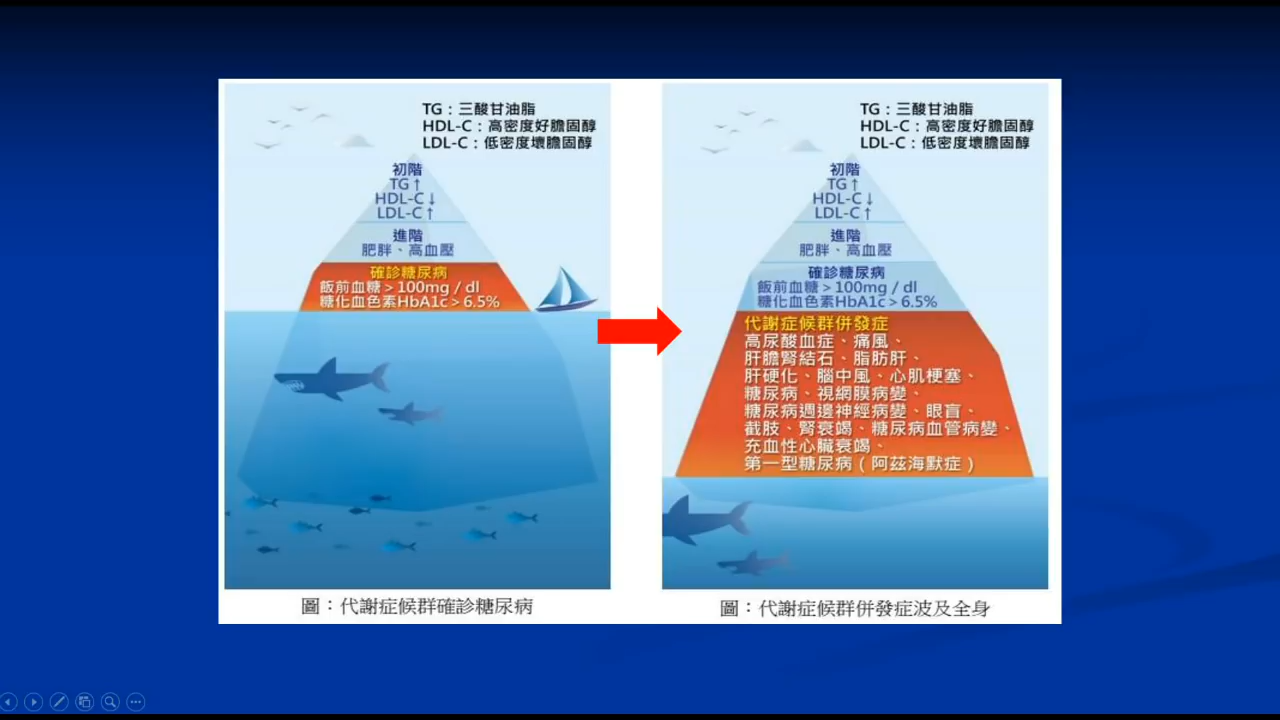 TG：三酸甘油脂
HDL-C：高密度好膽固醇
LDL-C：低密度壞膽固醇
初階
TG↑
HDL-C↓
LDL-C↑
進階
肥胖、高血壓
確診糖尿病
飯前血糖＞100mg / dl
糖化血色素HbA1c＞6.5%
圖：代謝症候群確診糖尿病
TG：三酸甘油脂
HDL-C：高密度好膽固醇
LDL-C：低密度壞膽固醇
初階
TG↑
HDL-C↓
LDL-C↑
進階
肥胖、高血壓
確診糖尿病
飯前血糖＞100mg / dl
糖化血色素HbA1c＞6.5%
代謝症候群併發症
高尿酸血症、痛風、
肝膽腎結石、脂肪肝、
肝硬化、腦中風、心肌梗塞、
糖尿病、視網膜病變、
糖尿病週邊神經病變、眼盲、
截肢、腎衰竭、糖尿病血管病變、
充血性心臟衰竭、
第一型糖尿病（阿茲海默症）
圖：代謝症候群併發症波及全身